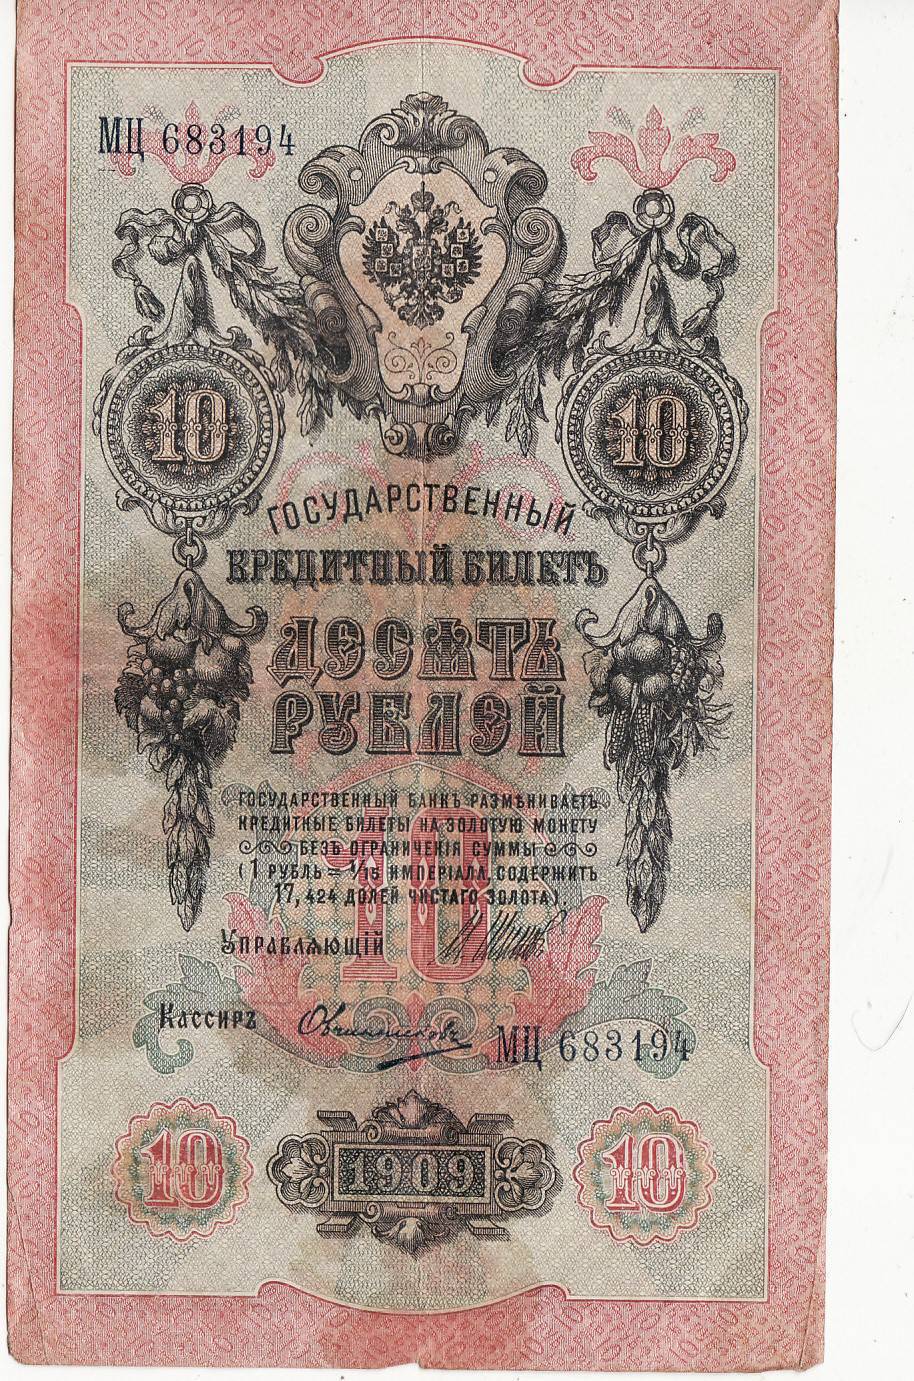 МЦ 683194
10 10
ГОСУДАРСТВЕННЫЙ
КРЕДИТНЫЙ БИЛЕТЪ
ДЕСЯТЬ
РУБЛЕЙ
ГОСУДАРСТВЕННЫЙ БАНКЪ РАЗМѢНИВАЕТЪ
КРЕДИТНЫЕ БИЛЕТЫ НА ЗОЛОТУЮ МОНЕТУ
БЕЗЪ ОГРАНИЧЕНІЯ СУММЫ
(1 РУБЛЬ = 1/15 ИМПЕРІАЛА, СОДЕРЖИТЪ
17,424 ДОЛЕЙ ЧИСТАГО ЗОЛОТА).
10
УПРАВЛЯЮЩІЙ
КАССИРЪ Овчинниковъ
МЦ 683194
10 1909 10